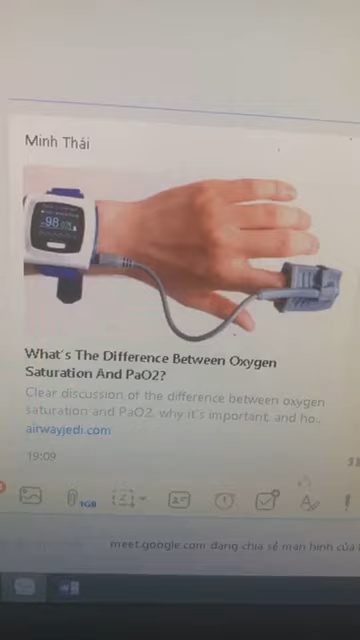 Minh Thái
98
What's The Difference Between Oxygen
Saturation And PaO2?
Clear discussion of the difference between oxygen
saturation and PaO2, why it's important, and ho..
airwayjedi.com
19:09
1GB
meet.google.com đang chia sẻ màn hình của